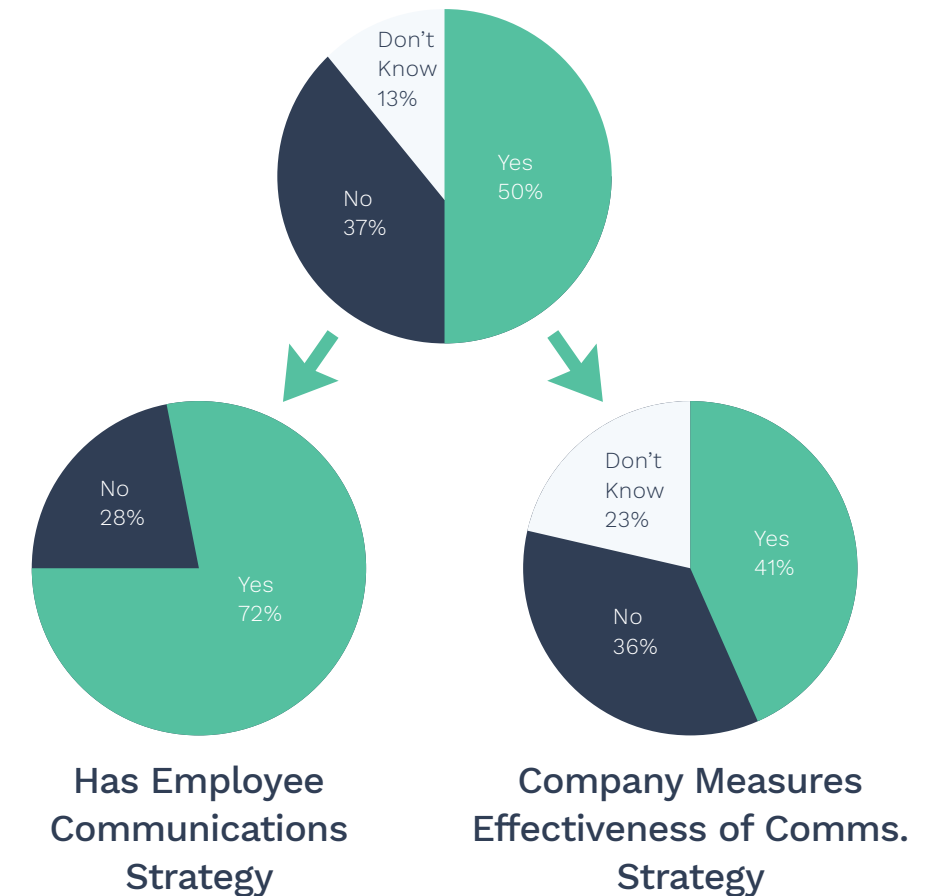 Don’t
Know
13%
Yes
50%
No
37%
No
28%
Yes
72%
Don’t
Know
23%
Yes
41%
No
36%
Has Employee
Communications
Strategy
Company Measures
Effectiveness of Comms.
Strategy